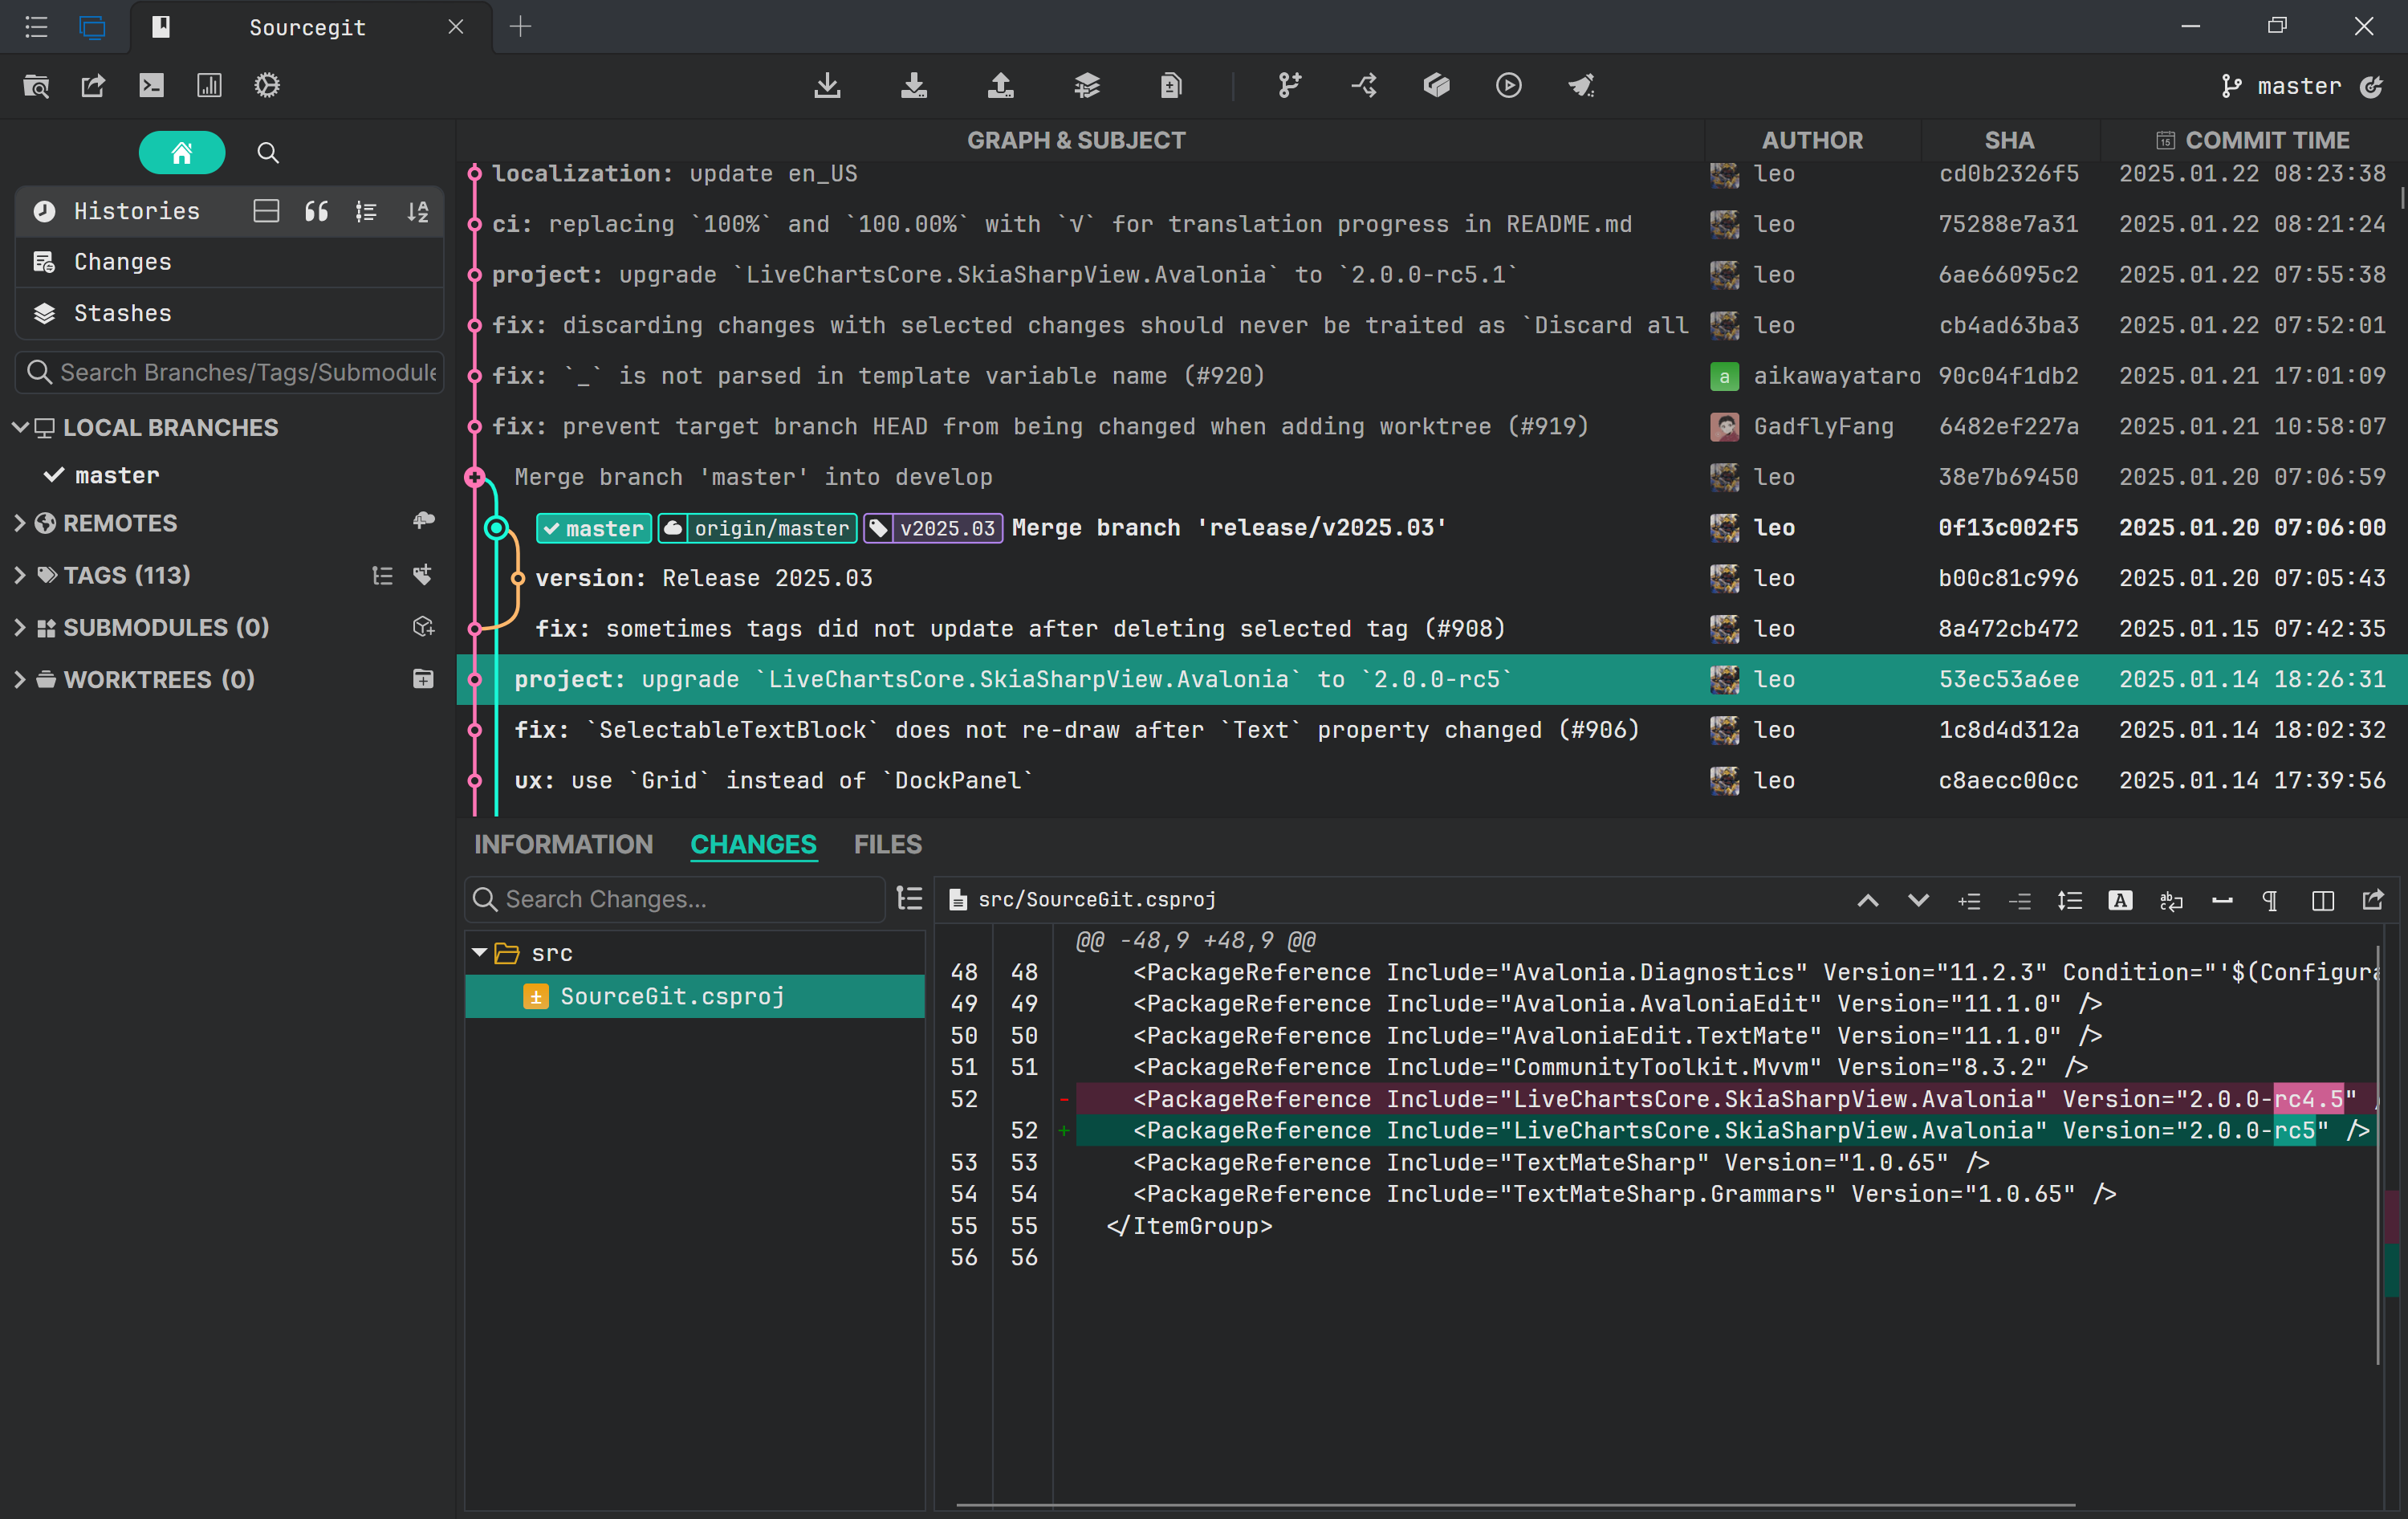 Sourcegit
master
GRAPH & SUBJECT AUTHOR SHA COMMIT TIME
Histories
Changes
Stashes
Search Branches/Tags/Submodule
LOCAL BRANCHES
master
REMOTES
TAGS (113)
SUBMODULES (0)
WORKTREES (0)
localization: update en_US leo cd0b2326f5 2025.01.22 08:23:38
ci: replacing `100%` and `100.00%` with `√` for translation progress in README.md leo 75288e7a31 2025.01.22 08:21:24
project: upgrade `LiveChartsCore.SkiaSharpView.Avalonia` to `2.0.0-rc5.1` leo 6ae66095c2 2025.01.22 07:55:38
fix: discarding changes with selected changes should never be traited as `Discard all leo cb4ad63ba3 2025.01.22 07:52:01
fix: `_` is not parsed in template variable name (#920) a aikawayataro 90c04f1db2 2025.01.21 17:01:09
fix: prevent target branch HEAD from being changed when adding worktree (#919) GadflyFang 6482ef227a 2025.01.21 10:58:07
Merge branch 'master' into develop leo 38e7b69450 2025.01.20 07:06:59
master origin/master v2025.03 Merge branch 'release/v2025.03' leo 0f13c002f5 2025.01.20 07:06:00
version: Release 2025.03 leo b00c81c996 2025.01.20 07:05:43
fix: sometimes tags did not update after deleting selected tag (#908) leo 8a472cb472 2025.01.15 07:42:35
project: upgrade `LiveChartsCore.SkiaSharpView.Avalonia` to `2.0.0-rc5` leo 53ec53a6ee 2025.01.14 18:26:31
fix: `SelectableTextBlock` does not re-draw after `Text` property changed (#906) leo 1c8d4d312a 2025.01.14 18:02:32
ux: use `Grid` instead of `DockPanel` leo c8aecc00cc 2025.01.14 17:39:56
INFORMATION CHANGES FILES
Search Changes...
src
SourceGit.csproj
src/SourceGit.csproj
@@ -48,9 +48,9 @@
48 48 <PackageReference Include="Avalonia.Diagnostics" Version="11.2.3" Condition="'$(Configura
49 49 <PackageReference Include="Avalonia.AvaloniaEdit" Version="11.1.0" />
50 50 <PackageReference Include="AvaloniaEdit.TextMate" Version="11.1.0" />
51 51 <PackageReference Include="CommunityToolkit.Mvvm" Version="8.3.2" />
52 - <PackageReference Include="LiveChartsCore.SkiaSharpView.Avalonia" Version="2.0.0-rc4.5" /
52 + <PackageReference Include="LiveChartsCore.SkiaSharpView.Avalonia" Version="2.0.0-rc5" />
53 53 <PackageReference Include="TextMateSharp" Version="1.0.65" />
54 54 <PackageReference Include="TextMateSharp.Grammars" Version="1.0.65" />
55 55 </ItemGroup>
56 56